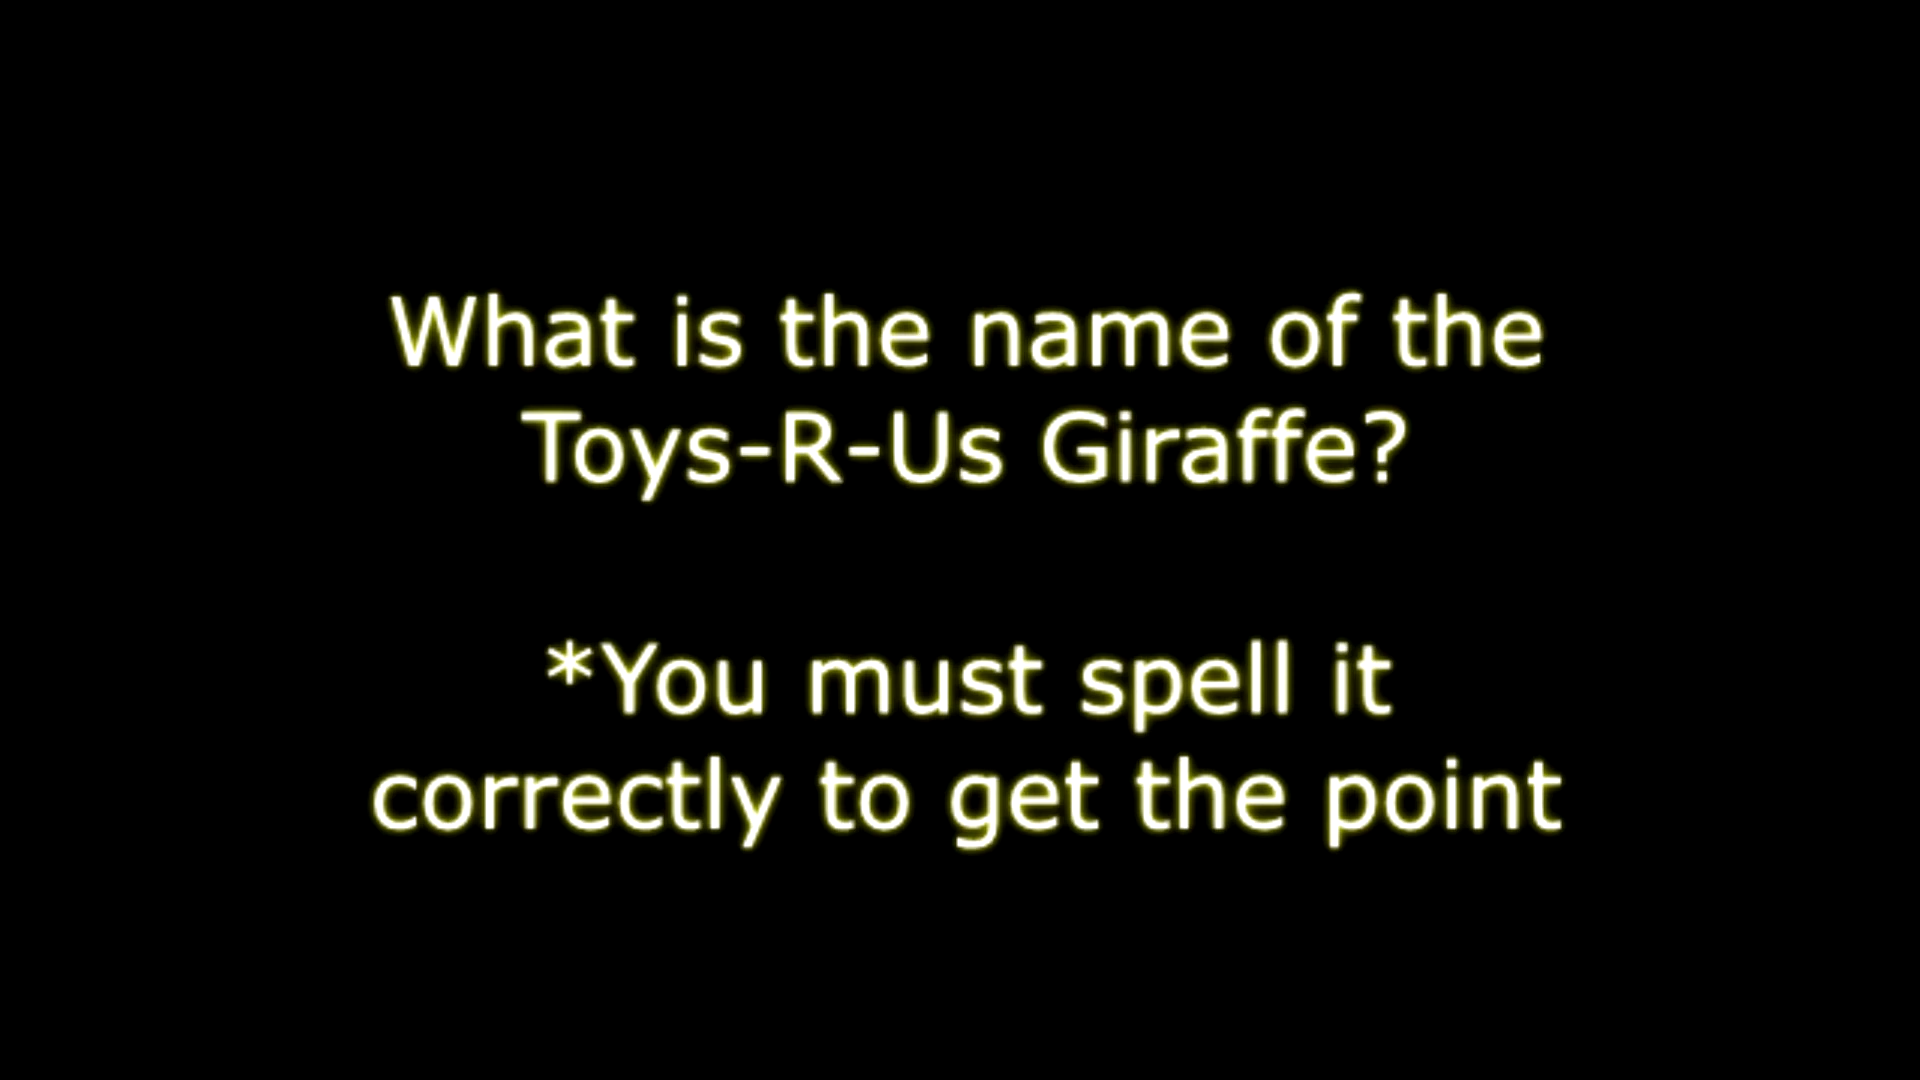 What is the name of the
Toys-R-Us Giraffe?
*You must spell it
correctly to get the point